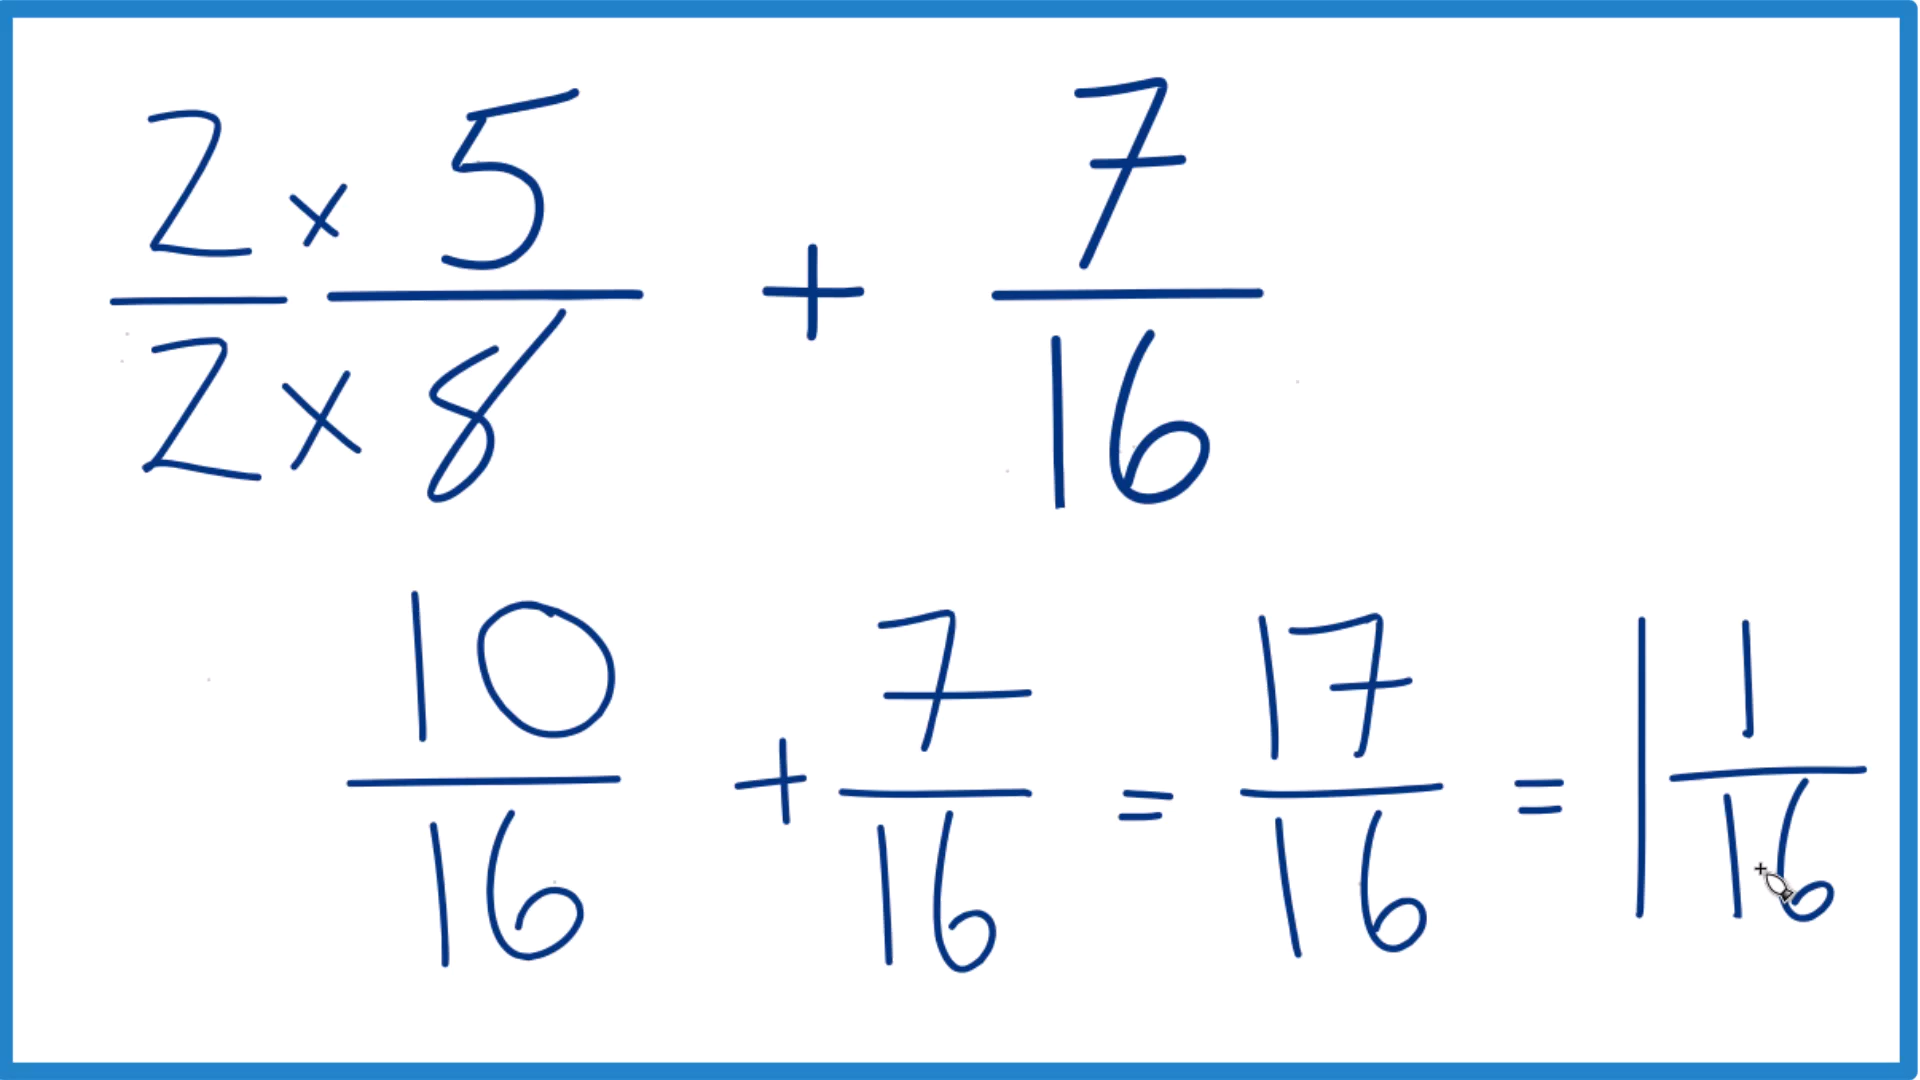 2 × 5 / 2 × 8 + 7 / 16
10 / 16 + 7 / 16 = 17 / 16 = 1 1 / 16